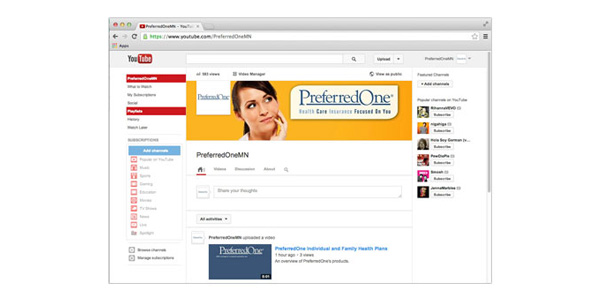 PreferredOneMN - YouTube
https://www.youtube.com/PreferredOneMN
Apps
YouTube
Upload
PreferredOneMN
383 views
Video Manager
View as public
PreferredOneMN
What to Watch
My Subscriptions
Social
Playlists
History
Watch Later
SUBSCRIPTIONS
Add channels
Popular on YouTube
Music
Sports
Gaming
Education
Movies
TV Shows
News
Live
Spotlight
Browse channels
Manage subscriptions
PREFERREDONE
PREFERREDONE®
Health Care Insurance Focused On You
PreferredOneMN
Videos
Discussion
About
Share your thoughts
All activities
PreferredOneMN uploaded a video
PREFERREDONE
0:51
PreferredOne Individual and Family Health Plans
1 hour ago • 3 views
An overview of PreferredOne's products.
Featured Channels
+ Add channels
Popular channels on YouTube
RihannaVEVO
Subscribe
nigahiga
Subscribe
Hola Soy German
Subscribe
PewDiePie
Subscribe
Smosh
Subscribe
JennaMarbles
Subscribe